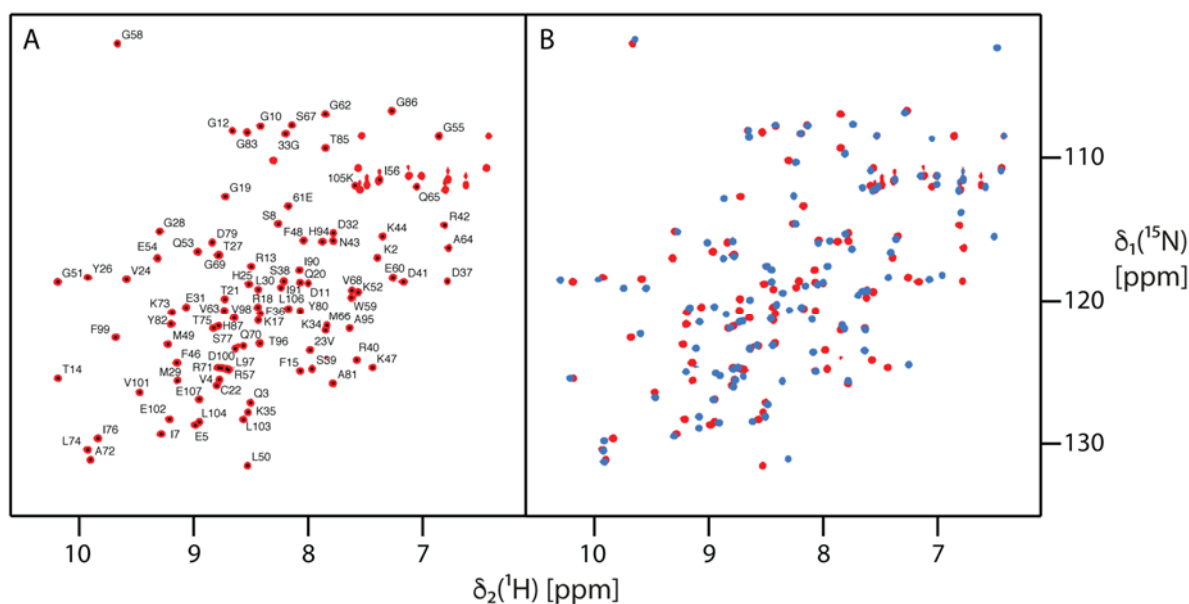 A
B
G58
G62
G86
G12
G10
S67
G83
33G
G55
T85
105K
I56
Q65
G19
61E
S8
R42
G28
D79
F48
H94
D32
N43
K44
A64
E54
Q53
T27
G69
R13
K2
G51
Y26
V24
H25
L30
S38
I90
Q20
E60
D41
D37
T21
I91
D11
V68
K52
K73
E31
V63
V98
R18
L106
Y80
W59
Y82
T75
H87
F36
K17
K34
M66
A95
F99
M49
S77
Q70
T96
23V
R40
T14
F46
D100
L97
F15
S39
K47
M29
R71
R57
A81
V101
V4
C22
Q3
E107
K35
E102
L104
L103
L74
I76
I7
E5
A72
L50
110
120
130
δ₁(¹⁵N)
[ppm]
10
9
8
7
10
9
8
7
δ₂(¹H) [ppm]